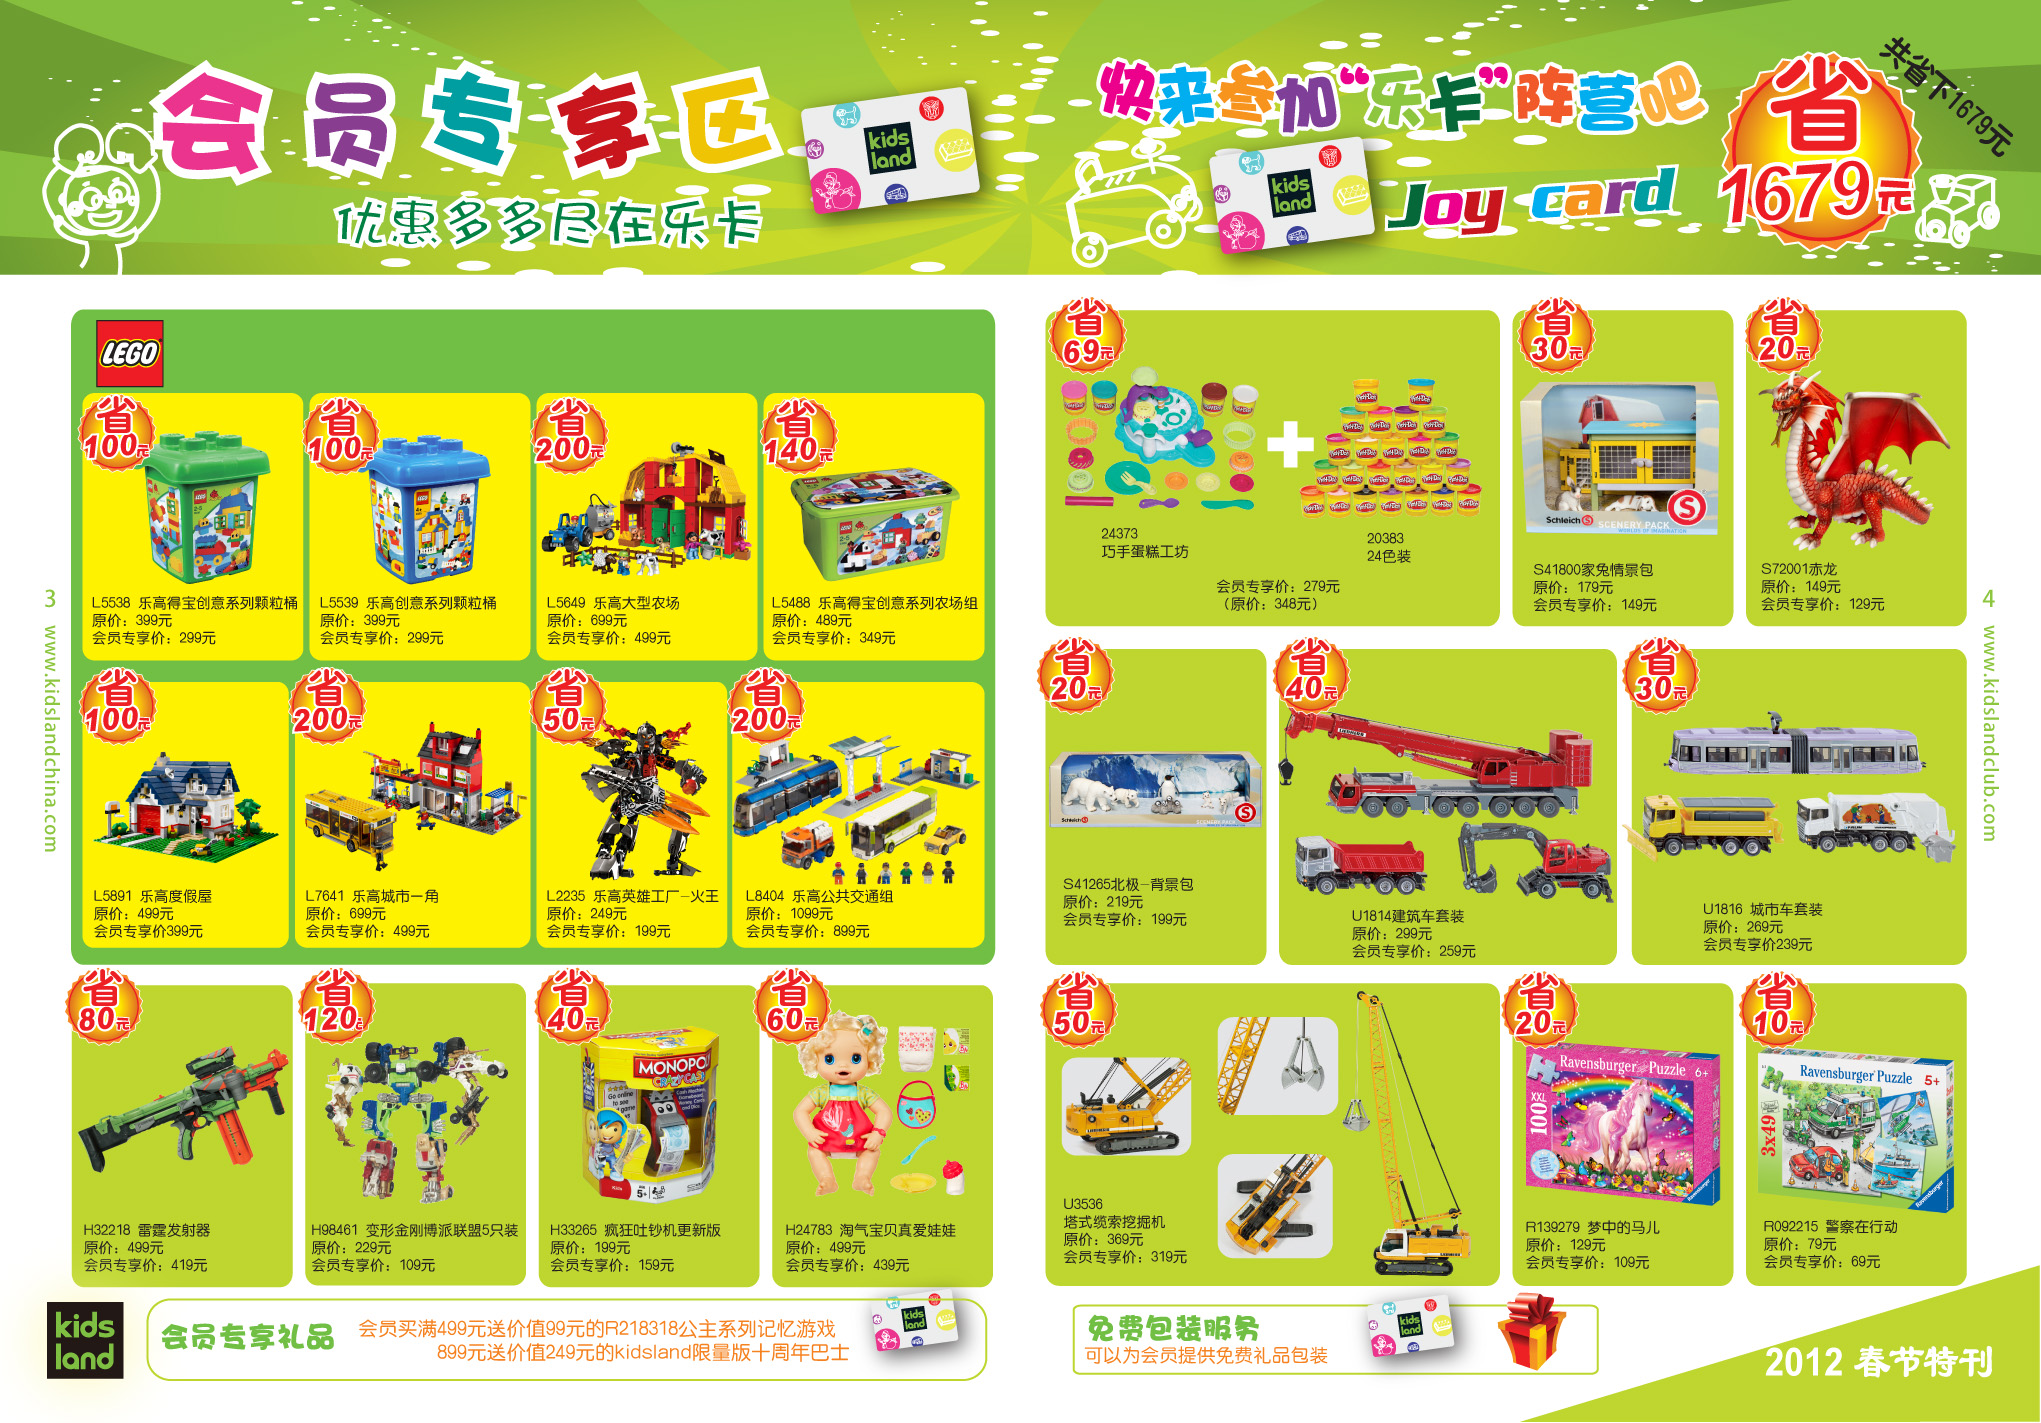 会员专享区
优惠多多尽在乐卡
kids
land
快来参加“乐卡”阵营吧
Joy card
kids
land
省
1679元
共省下1679元
LEGO
省
100元
L5538 乐高得宝创意系列颗粒桶
原价：399元
会员专享价：299元
省
100元
L5539 乐高创意系列颗粒桶
原价：399元
会员专享价：299元
省
200元
L5649 乐高大型农场
原价：699元
会员专享价：499元
省
140元
L5488 乐高得宝创意系列农场组
原价：489元
会员专享价：349元
省
100元
L5891 乐高度假屋
原价：499元
会员专享价399元
省
200元
L7641 乐高城市一角
原价：699元
会员专享价：499元
省
50元
L2235 乐高英雄工厂-火王
原价：249元
会员专享价：199元
省
200元
L8404 乐高公共交通组
原价：1099元
会员专享价：899元
省
80元
H32218 雷霆发射器
原价：499元
会员专享价：419元
省
120
H98461 变形金刚博派联盟5只装
原价：229元
会员专享价：109元
省
40元
MONOPOLY
CRAZY CASH
H33265 疯狂吐钞机更新版
原价：199元
会员专享价：159元
省
60元
H24783 淘气宝贝真爱娃娃
原价：499元
会员专享价：439元
3 www.kidslandchina.com
kids
land
会员专享礼品
会员买满499元送价值99元的R218318公主系列记忆游戏
899元送价值249元的kidsland限量版十周年巴士
kids
land
省
69元
24373
巧手蛋糕工坊
20383
24色装
会员专享价：279元
（原价：348元）
省
30元
Schleich S SCENERY PACK
S
S41800家兔情景包
原价：179元
会员专享价：149元
省
20元
S72001赤龙
原价：149元
会员专享价：129元
省
20元
Schleich S
SCENERY PACK
S
S41265北极-背景包
原价：219元
会员专享价：199元
省
40元
U1814建筑车套装
原价：299元
会员专享价：259元
省
30元
U1816 城市车套装
原价：269元
会员专享价239元
省
50元
U3536
塔式缆索挖掘机
原价：369元
会员专享价：319元
省
20元
Ravensburger Puzzle 6+
XXL
100
Ravensburger
R139279 梦中的马儿
原价：129元
会员专享价：109元
省
10元
Ravensburger Puzzle 5+
3x49
Ravensburger
R092215 警察在行动
原价：79元
会员专享价：69元
4 www.kidslandclub.com
免费包装服务
可以为会员提供免费礼品包装
kids
land
2012 春节特刊